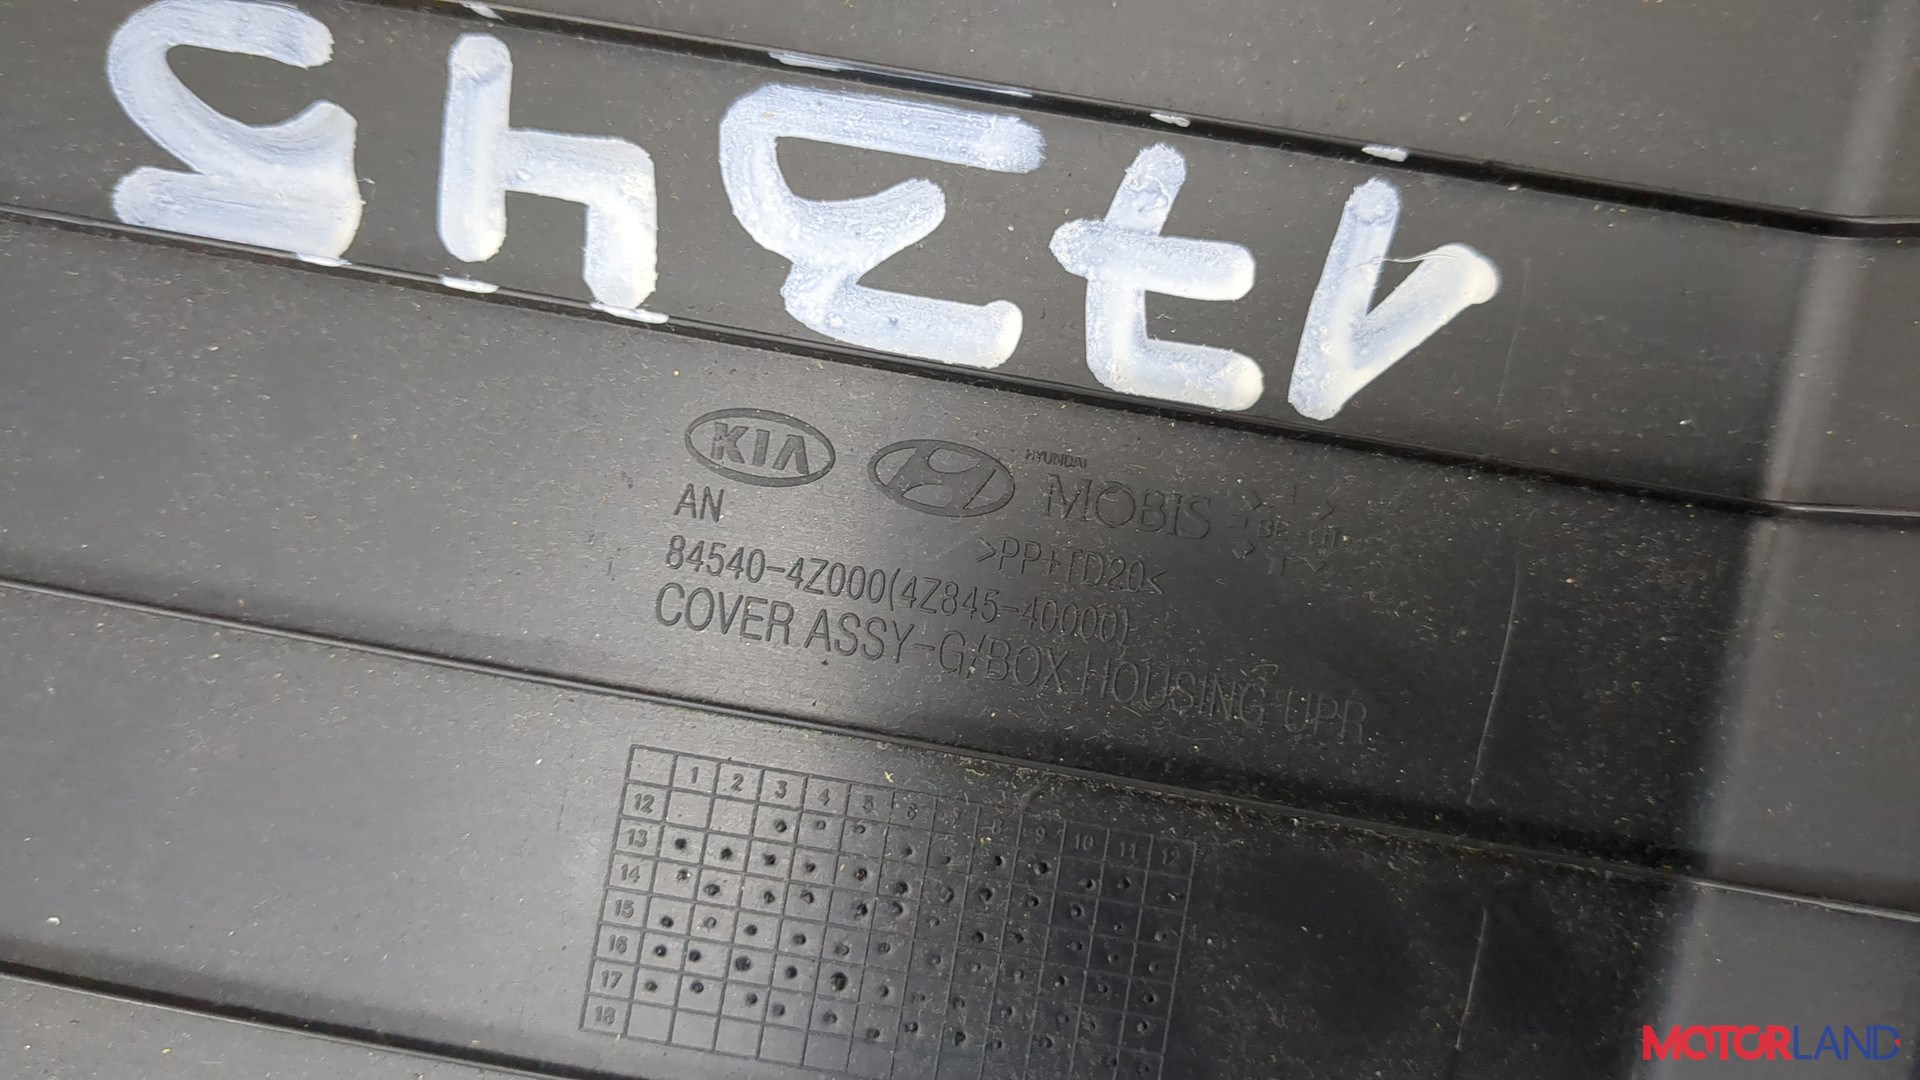 17345
KIA HYUNDAI MOBIS
AN
>PP+TD20<
84540-4Z000(4Z845-40000)
COVER ASSY-G/BOX HOUSING UPR
1 2 3 4 5 6 7 8 9 10 11 12
12
13
14
15
16
17
18
MOTORLAND